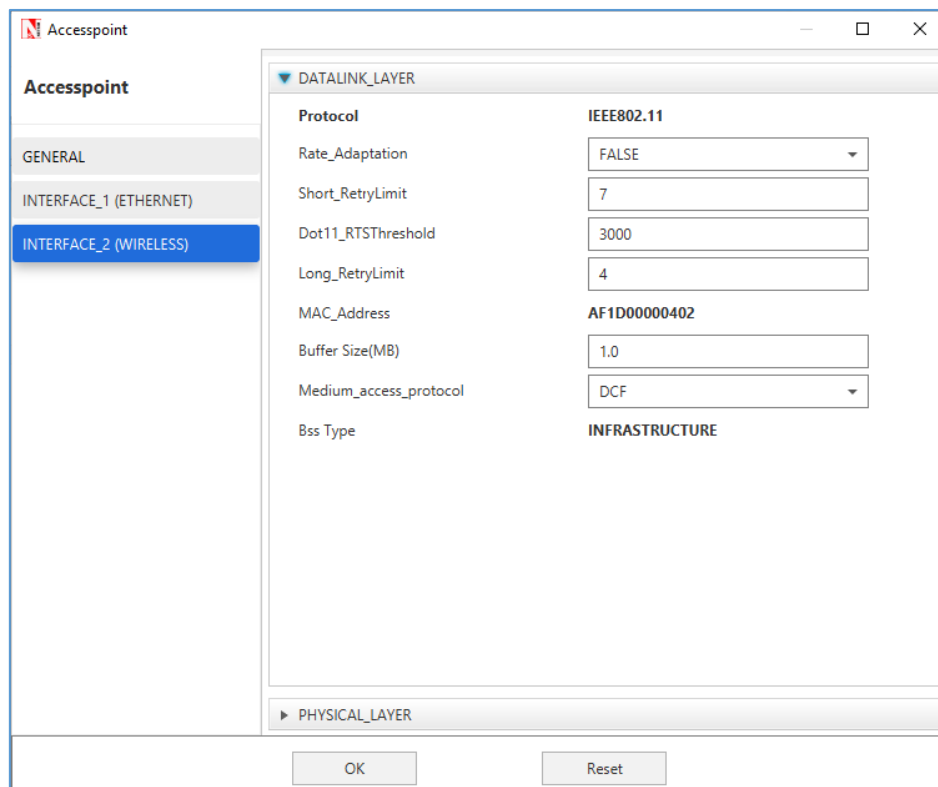 Accesspoint
Accesspoint
GENERAL
INTERFACE_1 (ETHERNET)
INTERFACE_2 (WIRELESS)
DATALINK_LAYER
Protocol IEEE802.11
Rate_Adaptation FALSE
Short_RetryLimit 7
Dot11_RTSThreshold 3000
Long_RetryLimit 4
MAC_Address AF1D00000402
Buffer Size(MB) 1.0
Medium_access_protocol DCF
Bss Type INFRASTRUCTURE
PHYSICAL_LAYER
OK Reset